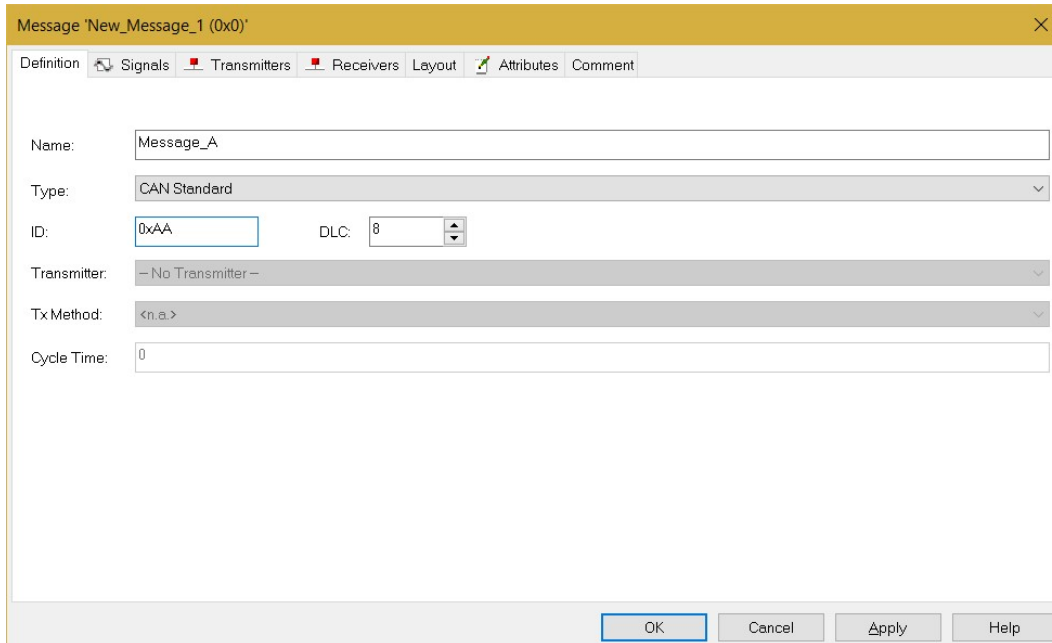 Message 'New_Message_1 (0x0)'
Definition Signals Transmitters Receivers Layout Attributes Comment
Name: Message_A
Type: CAN Standard
ID: 0xAA DLC: 8
Transmitter: -- No Transmitter --
Tx Method: <n.a.>
Cycle Time: 0
OK Cancel Apply Help